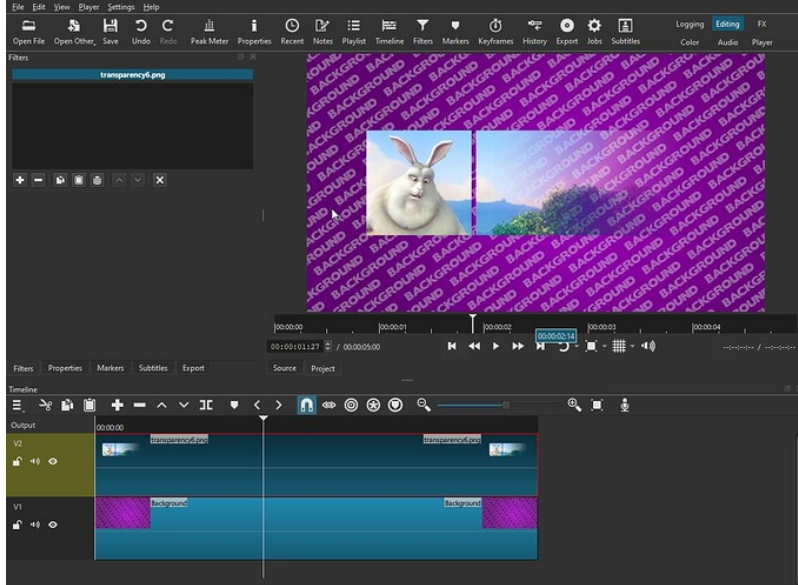 File Edit View Player Settings Help
Open File Open Other_ Save Undo Redo Peak Meter Properties Recent Notes Playlist Timeline Filters Markers Keyframes History Export Jobs Subtitles
Logging Editing FX
Color Audio Player
Filters
transparency6.png
BACKGROUND BACKGROUND BACKGROUND
00:00:00 00:00:01 00:00:02 00:00:03 00:00:04
00:00:02:14
00:00:01:27 / 00:00:05:00
--:--:--:-- / --:--:--:--
Filters Properties Markers Subtitles Export
Source Project
Timeline
Output
00:00:00
V2
transparency6.png transparency6.png
V1
Background Background